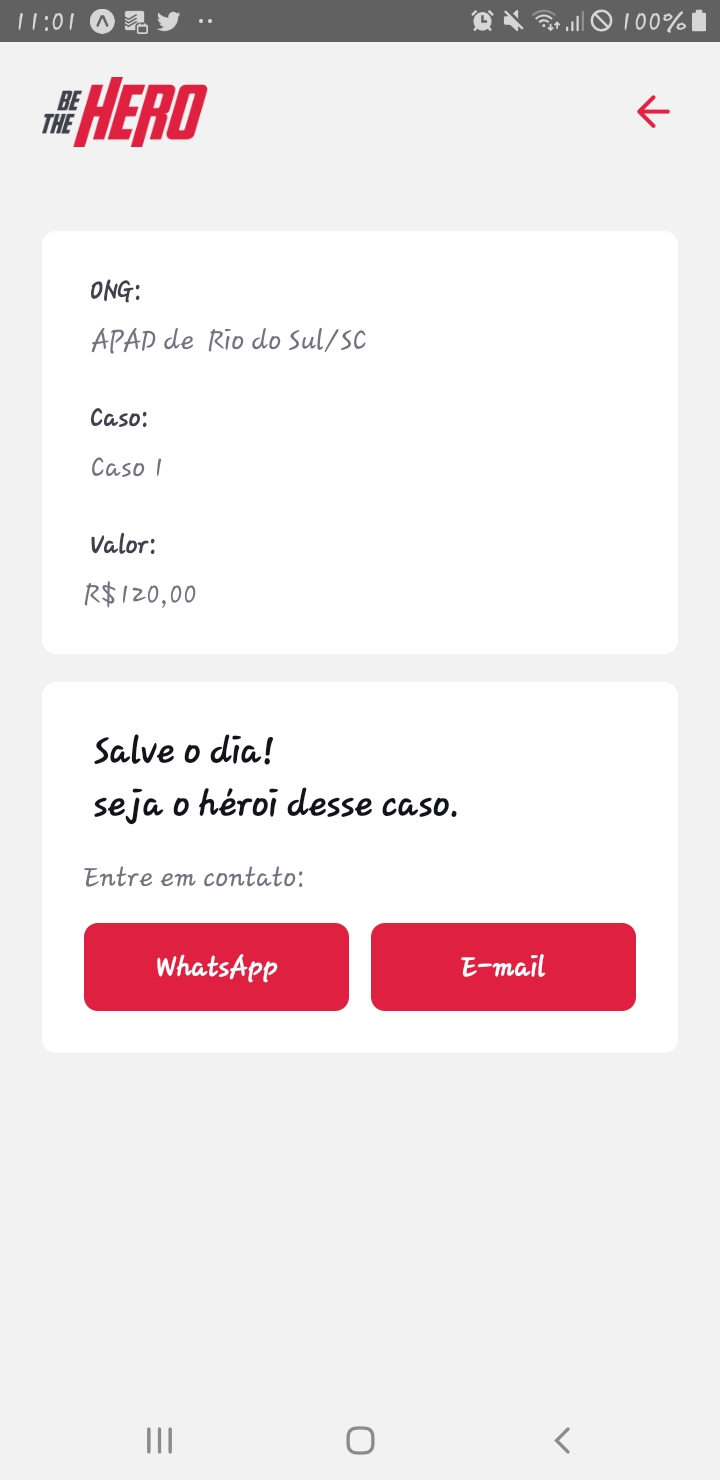 11:01 100%
BE THE HERO
ONG:
APAD de  Rio do Sul/SC
Caso:
Caso 1
Valor:
R$120,00
Salve o dia!
seja o héroi desse caso.
Entre em contato:
WhatsApp E-mail